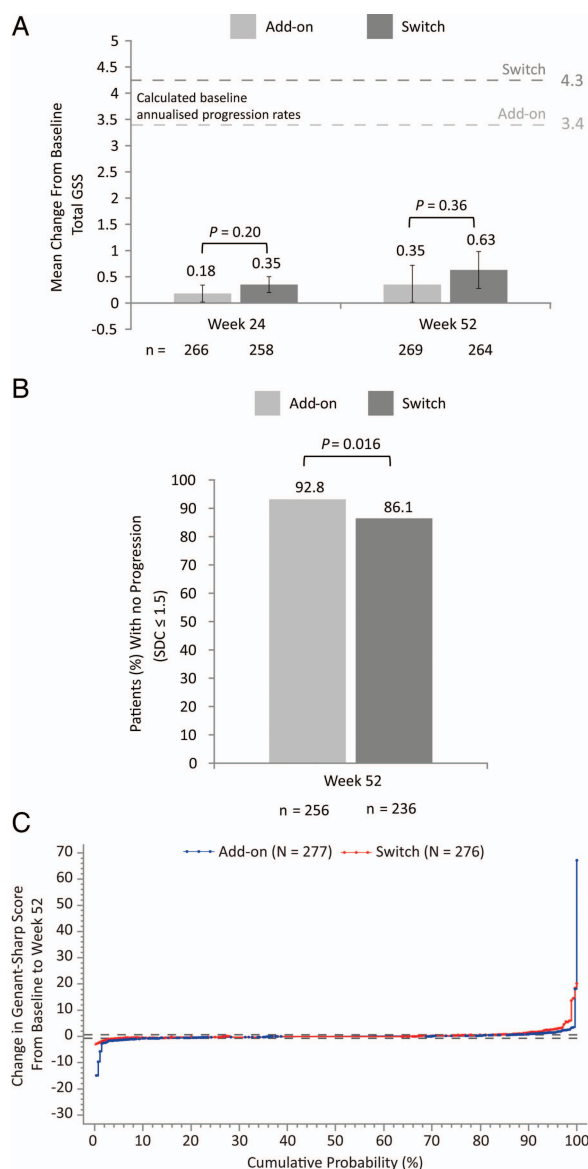 A
Add-on Switch
Mean Change From Baseline
Total GSS
5
4.5
4
3.5
3
2.5
2
1.5
1
0.5
0
-0.5
Switch 4.3
Calculated baseline
annualised progression rates
Add-on 3.4
P = 0.20
0.18 0.35
P = 0.36
0.35 0.63
Week 24 Week 52
n = 266 258 269 264
B
Add-on Switch
P = 0.016
Patients (%) With no Progression
(SDC ≤ 1.5)
100
90
80
70
60
50
40
30
20
10
0
92.8 86.1
Week 52
n = 256 n = 236
C
Add-on (N = 277) Switch (N = 276)
Change in Genant-Sharp Score
From Baseline to Week 52
70
60
50
40
30
20
10
0
-10
-20
-30
0 10 20 30 40 50 60 70 80 90 100
Cumulative Probability (%)